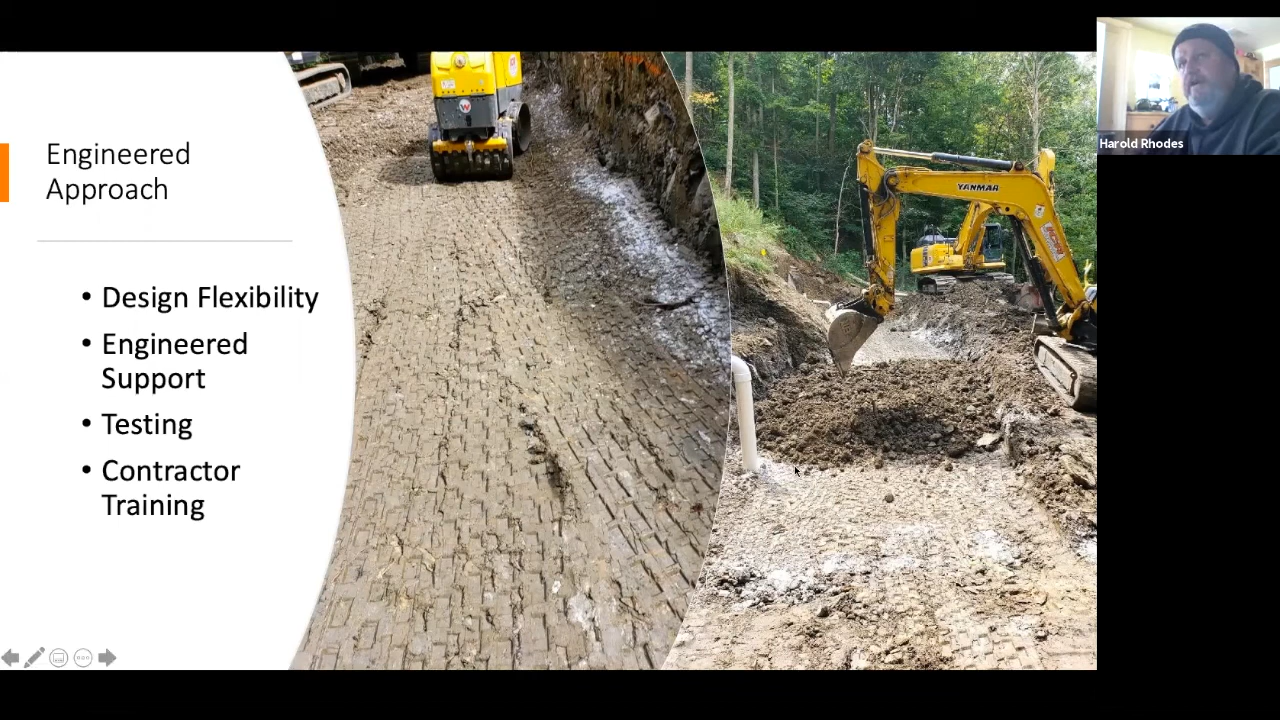 Engineered
Approach
• Design Flexibility
• Engineered
Support
• Testing
• Contractor
Training
YANMAR
Harold Rhodes